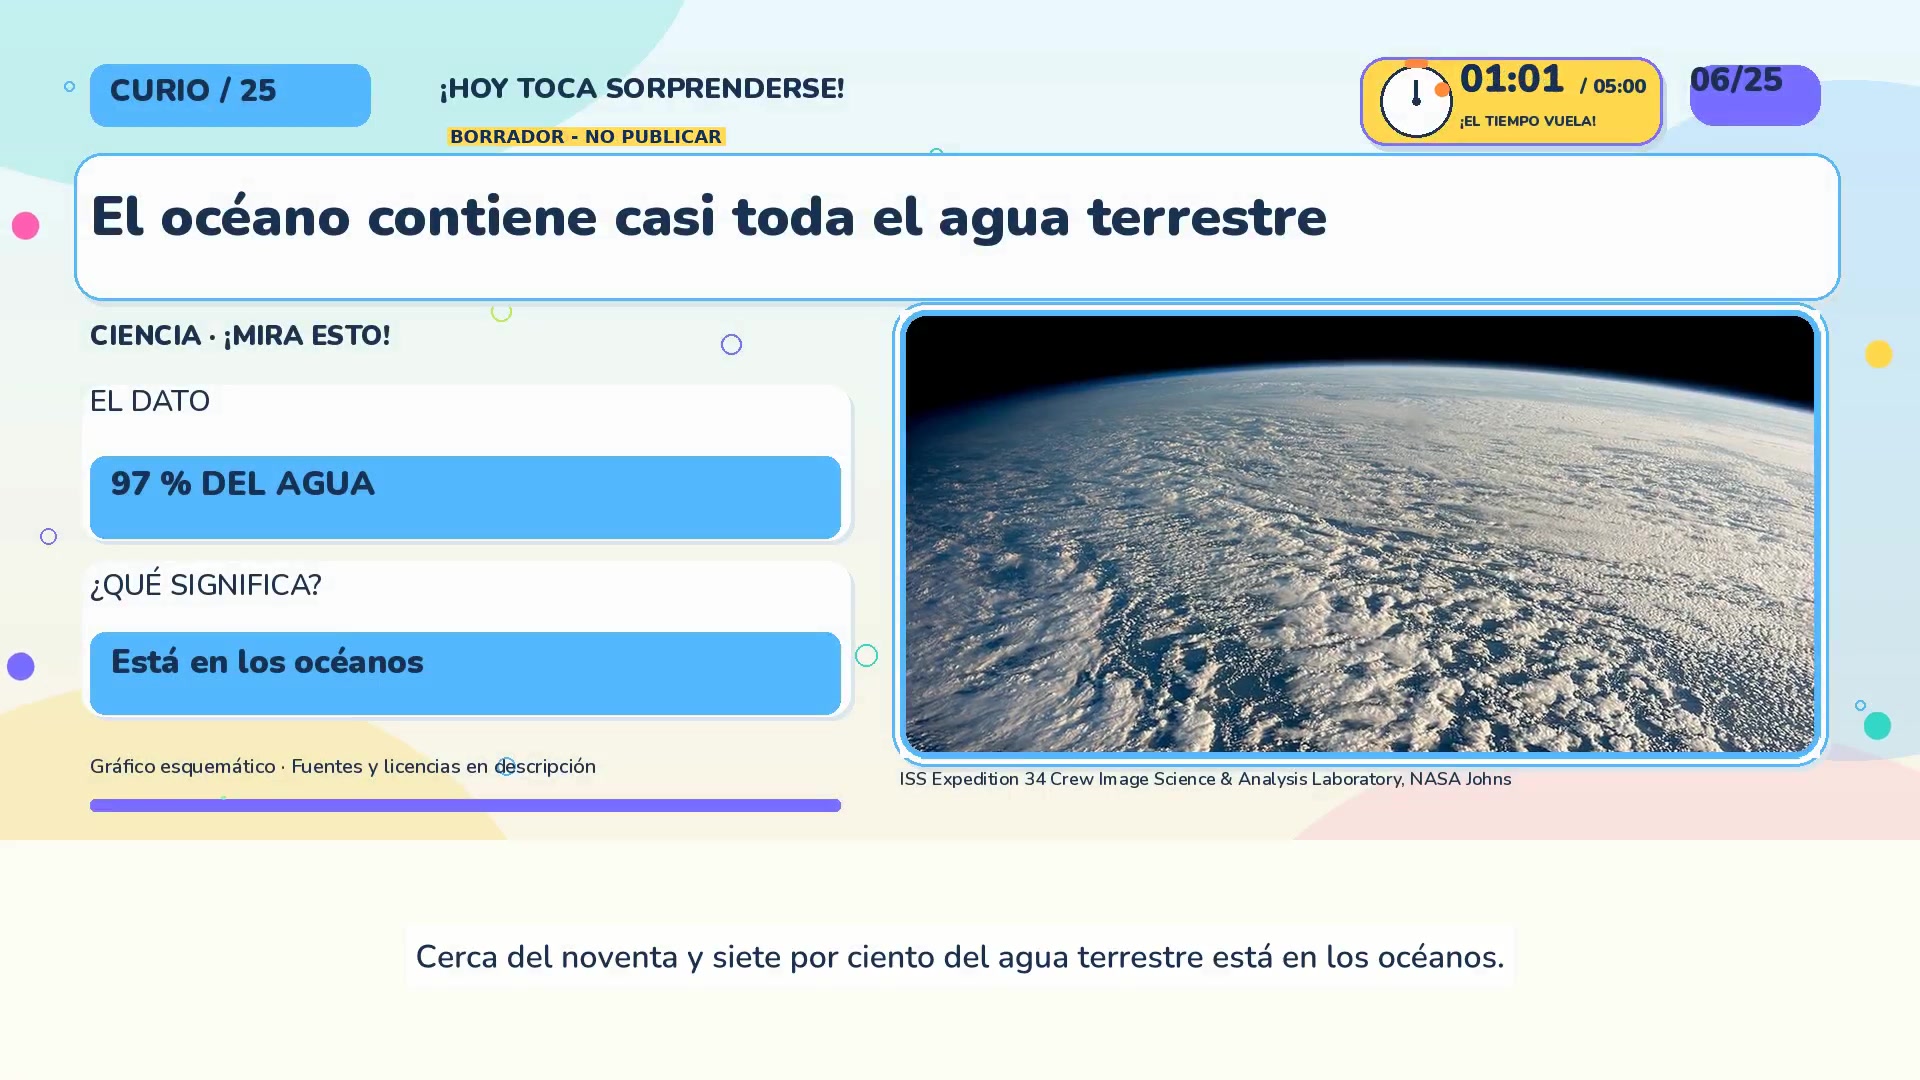 CURIO / 25
¡HOY TOCA SORPRENDERSE!
BORRADOR - NO PUBLICAR
01:01 / 05:00
¡EL TIEMPO VUELA!
06/25
El océano contiene casi toda el agua terrestre
CIENCIA · ¡MIRA ESTO!
EL DATO
97 % DEL AGUA
¿QUÉ SIGNIFICA?
Está en los océanos
Gráfico esquemático · Fuentes y licencias en descripción
ISS Expedition 34 Crew Image Science & Analysis Laboratory, NASA Johns
Cerca del noventa y siete por ciento del agua terrestre está en los océanos.